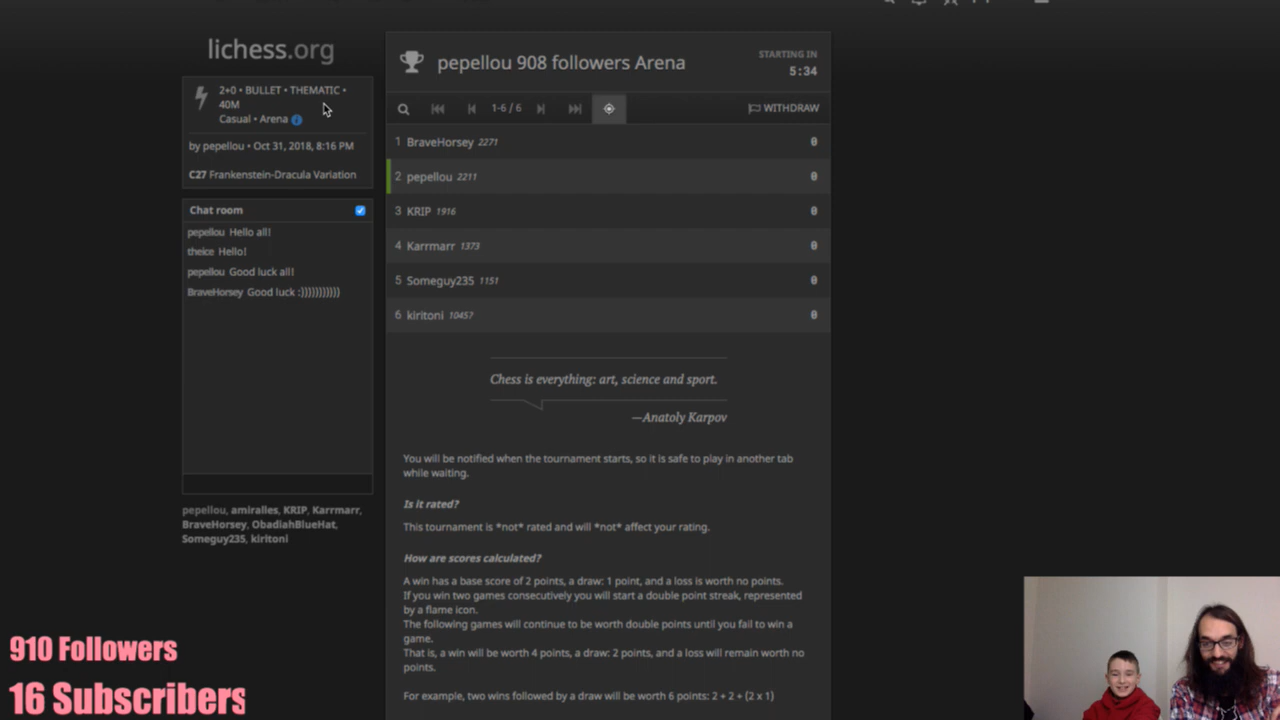 lichess.org
2+0 • BULLET • THEMATIC •
40M
Casual • Arena
by pepellou • Oct 31, 2018, 8:16 PM
C27 Frankenstein-Dracula Variation
Chat room
pepellou Hello all!
theice Hello!
pepellou Good luck all!
BraveHorsey Good luck :)))))))))))
pepellou, amiralles, KRIP, Karrmarr,
BraveHorsey, ObadiahBlueHat,
Someguy235, kiritoni
pepellou 908 followers Arena
STARTING IN
5:34
1-6 / 6
WITHDRAW
1 BraveHorsey 2271 0
2 pepellou 2211 0
3 KRIP 1916 0
4 Karrmarr 1373 0
5 Someguy235 1151 0
6 kiritoni 1045? 0
Chess is everything: art, science and sport.
—Anatoly Karpov
You will be notified when the tournament starts, so it is safe to play in another tab
while waiting.
Is it rated?
This tournament is *not* rated and will *not* affect your rating.
How are scores calculated?
A win has a base score of 2 points, a draw: 1 point, and a loss is worth no points.
If you win two games consecutively you will start a double point streak, represented
by a flame icon.
The following games will continue to be worth double points until you fail to win a
game.
That is, a win will be worth 4 points, a draw: 2 points, and a loss will remain worth no
points.
For example, two wins followed by a draw will be worth 6 points: 2 + 2 + (2 x 1)
910 Followers
16 Subscribers